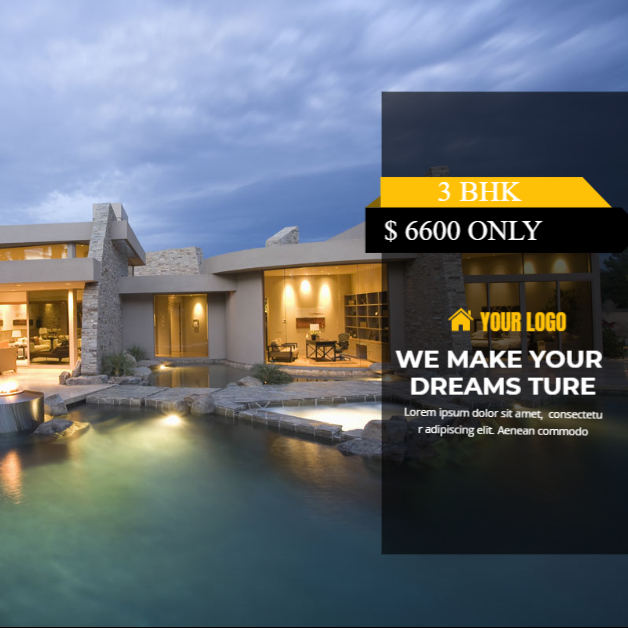 3 BHK
$ 6600 ONLY
YOUR LOGO
WE MAKE YOUR
DREAMS TURE
Lorem ipsum dolor sit amet, consectetu
r adipiscing elit. Aenean commodo